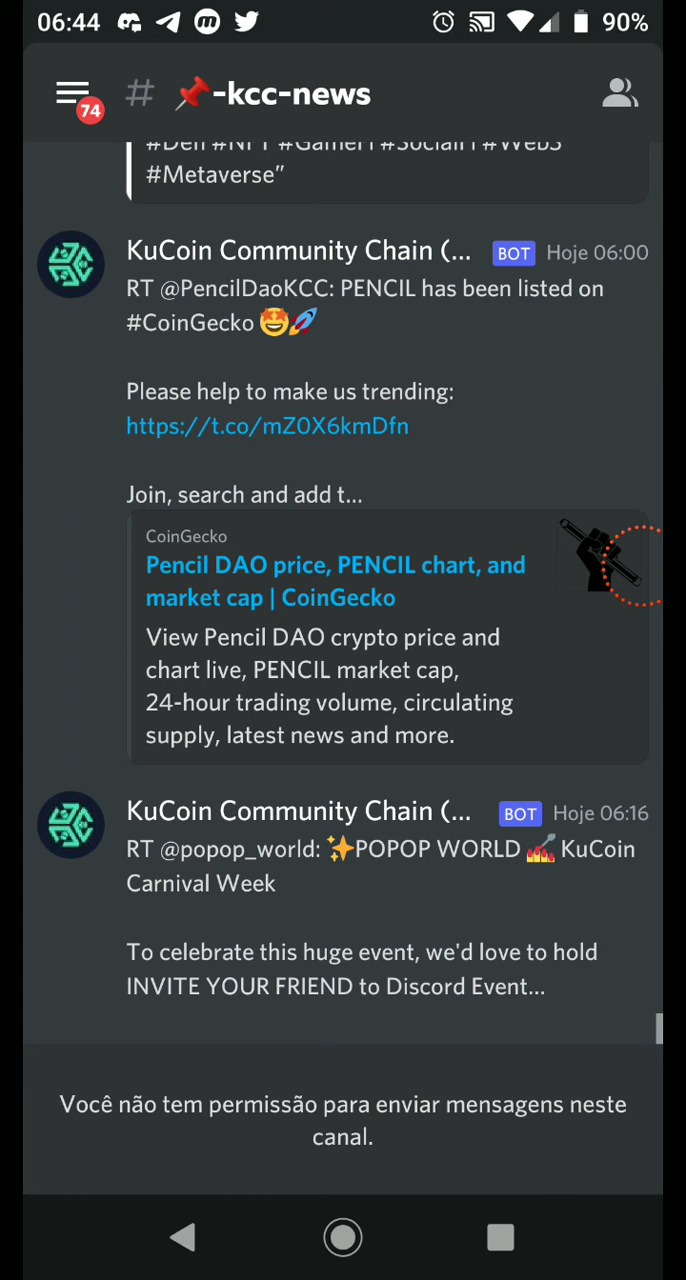 06:44
90%
74
# 📌-kcc-news
#Metaverse”
KuCoin Community Chain (... BOT Hoje 06:00
RT @PencilDaoKCC: PENCIL has been listed on
#CoinGecko 🤩🚀
Please help to make us trending:
https://t.co/mZ0X6kmDfn
Join, search and add t...
CoinGecko
Pencil DAO price, PENCIL chart, and
market cap | CoinGecko
View Pencil DAO crypto price and
chart live, PENCIL market cap,
24-hour trading volume, circulating
supply, latest news and more.
KuCoin Community Chain (... BOT Hoje 06:16
RT @popop_world: ✨POPOP WORLD 💅 KuCoin
Carnival Week
To celebrate this huge event, we'd love to hold
INVITE YOUR FRIEND to Discord Event...
Você não tem permissão para enviar mensagens neste
canal.